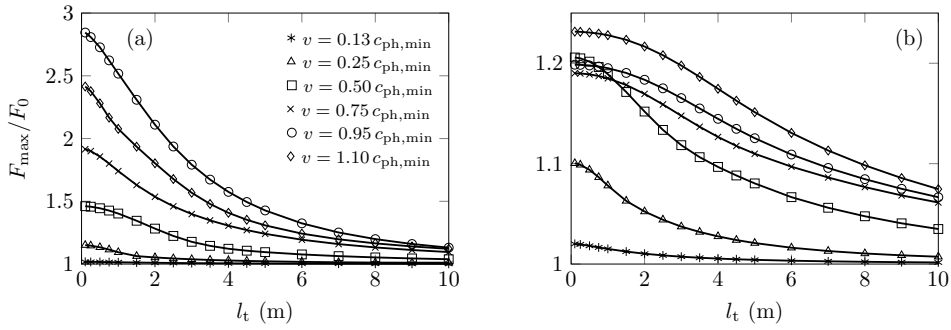 3
2.5
2
1.5
1
F_max/F_0
0 2 4 6 8 10
l_t (m)
(a)
v = 0.13 c_ph,min
v = 0.25 c_ph,min
v = 0.50 c_ph,min
v = 0.75 c_ph,min
v = 0.95 c_ph,min
v = 1.10 c_ph,min
1.2
1.1
1
0 2 4 6 8 10
l_t (m)
(b)